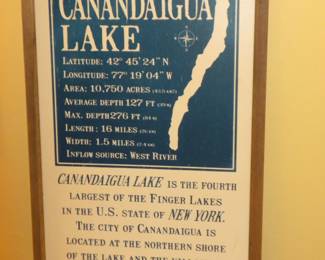 CANANDAIGUA
LAKE
LATITUDE: 42° 45' 24" N
LONGITUDE: 77° 19' 04" W
AREA: 10,750 ACRES
AVERAGE DEPTH 127 FT
MAX. DEPTH 276 FT
LENGTH: 16 MILES
WIDTH: 1.5 MILES
INFLOW SOURCE: WEST RIVER
CANANDAIGUA LAKE IS THE FOURTH
LARGEST OF THE FINGER LAKES
IN THE U.S. STATE OF NEW YORK.
THE CITY OF CANANDAIGUA IS
LOCATED AT THE NORTHERN SHORE
OF THE LAKE AND THE